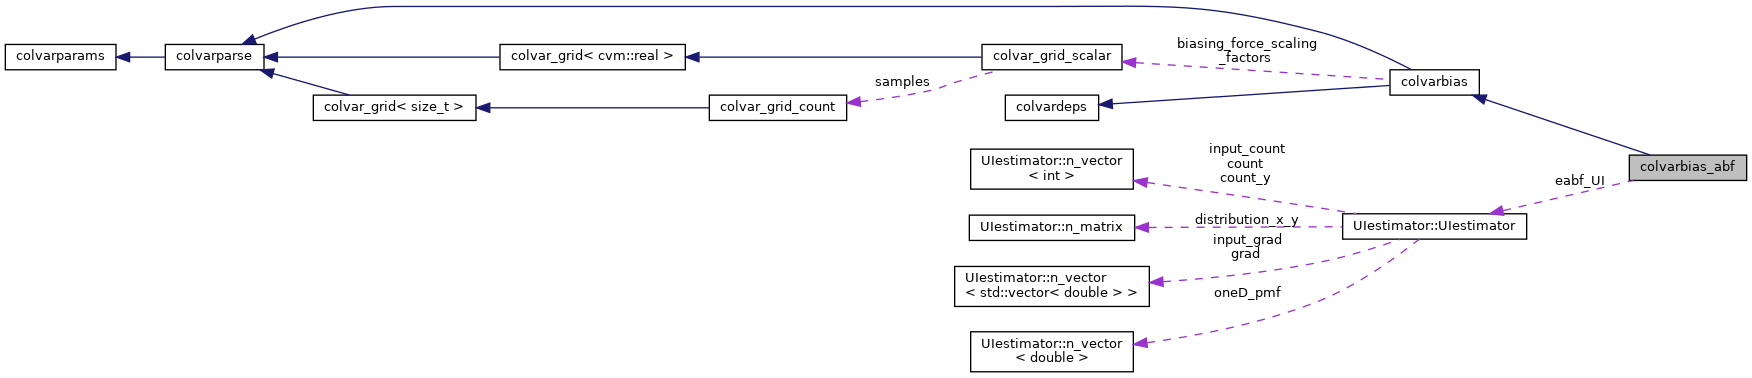 biasing_force_scaling
_factors
colvarparams
colvarparse
colvar_grid< cvm::real >
colvar_grid_scalar
colvarbias
samples
colvar_grid< size_t >
colvar_grid_count
colvardeps
input_count
count
count_y
UIestimator::n_vector
< int >
colvarbias_abf
eabf_UI
distribution_x_y
UIestimator::n_matrix
UIestimator::UIestimator
input_grad
grad
UIestimator::n_vector
< std::vector< double > >
oneD_pmf
UIestimator::n_vector
< double >